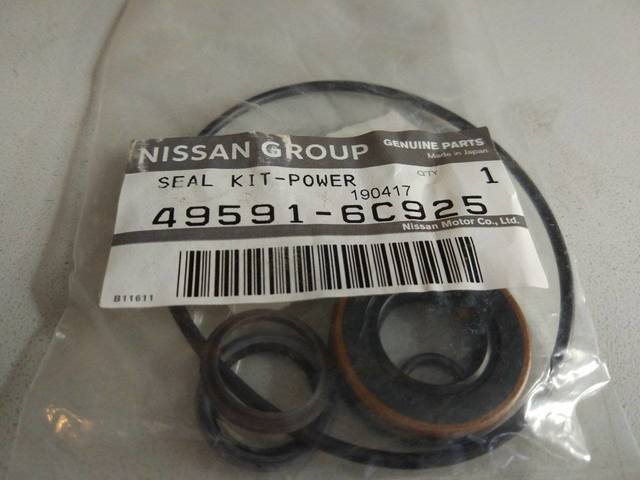 NISSAN GROUP
GENUINE PARTS
Made in Japan
SEAL KIT-POWER
190417
QTY
1
49591-6C925
Nissan Motor Co., Ltd.
B11611